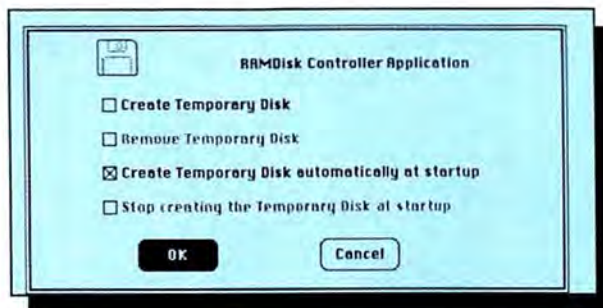 RAMDisk Controller Application
Create Temporary Disk
Remove Temporary Disk
Create Temporary Disk automatically at startup
Stop creating the Temporary Disk at startup
OK
Cancel